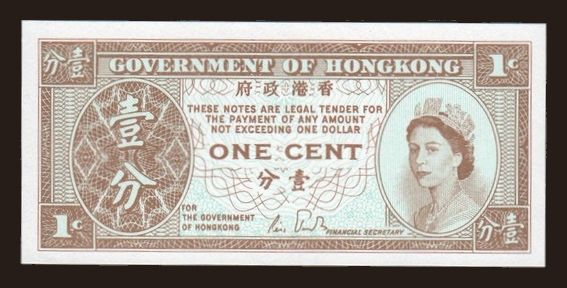 分壹
GOVERNMENT OF HONGKONG
1¢
府政港香
THESE NOTES ARE LEGAL TENDER FOR
THE PAYMENT OF ANY AMOUNT
NOT EXCEEDING ONE DOLLAR
壹
分
ONE CENT
分壹
FOR
THE GOVERNMENT
OF HONGKONG
FINANCIAL SECRETARY
1¢
分壹